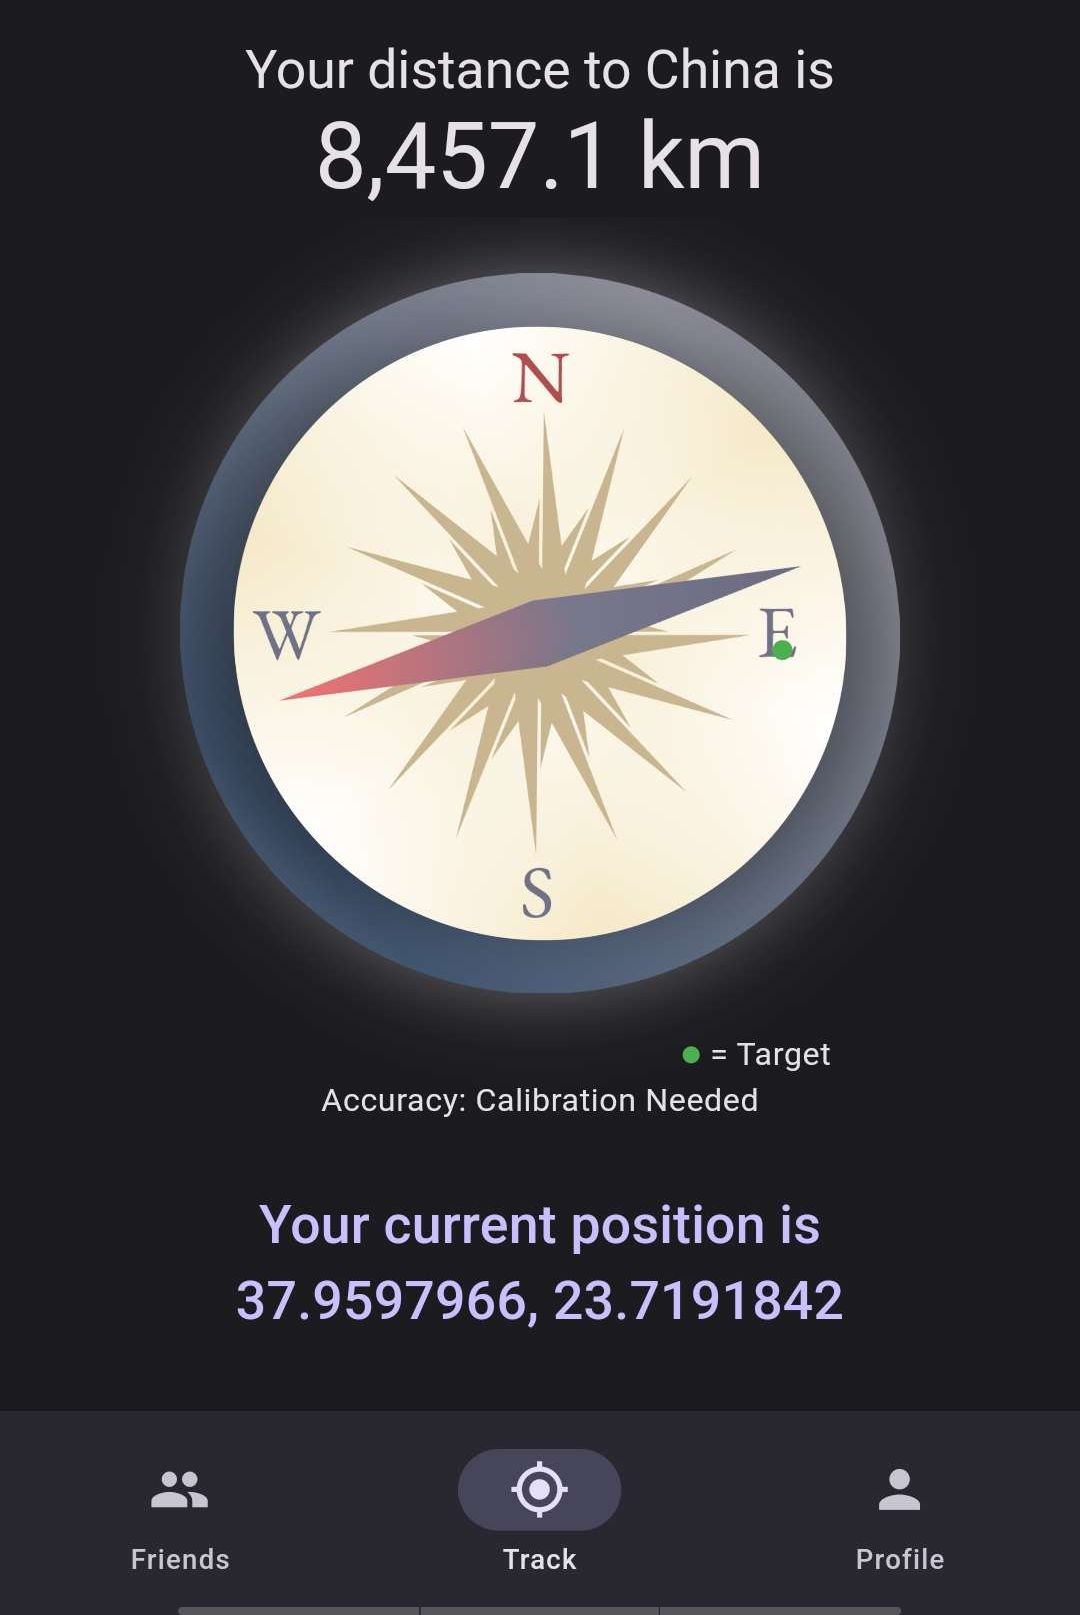 Your distance to China is
8,457.1 km
N
W
E
S
= Target
Accuracy: Calibration Needed
Your current position is
37.9597966, 23.7191842
Friends
Track
Profile